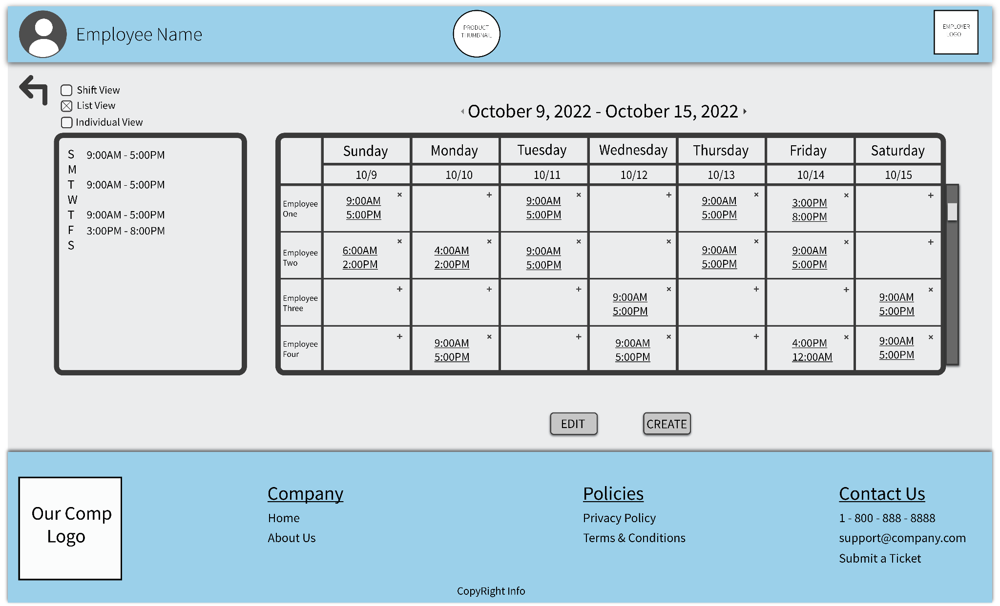 Employee Name
PRODUCT
THUMBNAIL
EMPLOYER
LOGO
Shift View
List View
Individual View
October 9, 2022 - October 15, 2022
S 9:00AM - 5:00PM
M
T 9:00AM - 5:00PM
W
T 9:00AM - 5:00PM
F 3:00PM - 8:00PM
S
Sunday Monday Tuesday Wednesday Thursday Friday Saturday
10/9 10/10 10/11 10/12 10/13 10/14 10/15
× + × + × × +
Employee 9:00AM 9:00AM 9:00AM 3:00PM
One 5:00PM 5:00PM 5:00PM 8:00PM
× × × × × × +
Employee 6:00AM 4:00AM 9:00AM 9:00AM 9:00AM
Two 2:00PM 2:00PM 5:00PM 5:00PM 5:00PM
+ + + × + + ×
Employee 9:00AM 9:00AM
Three 5:00PM 5:00PM
+ × + × + × ×
Employee 9:00AM 9:00AM 4:00PM 9:00AM
Four 5:00PM 5:00PM 12:00AM 5:00PM
EDIT CREATE
Our Comp
Logo
Company
Home
About Us
Policies
Privacy Policy
Terms & Conditions
Contact Us
1 - 800 - 888 - 8888
support@company.com
Submit a Ticket
CopyRight Info